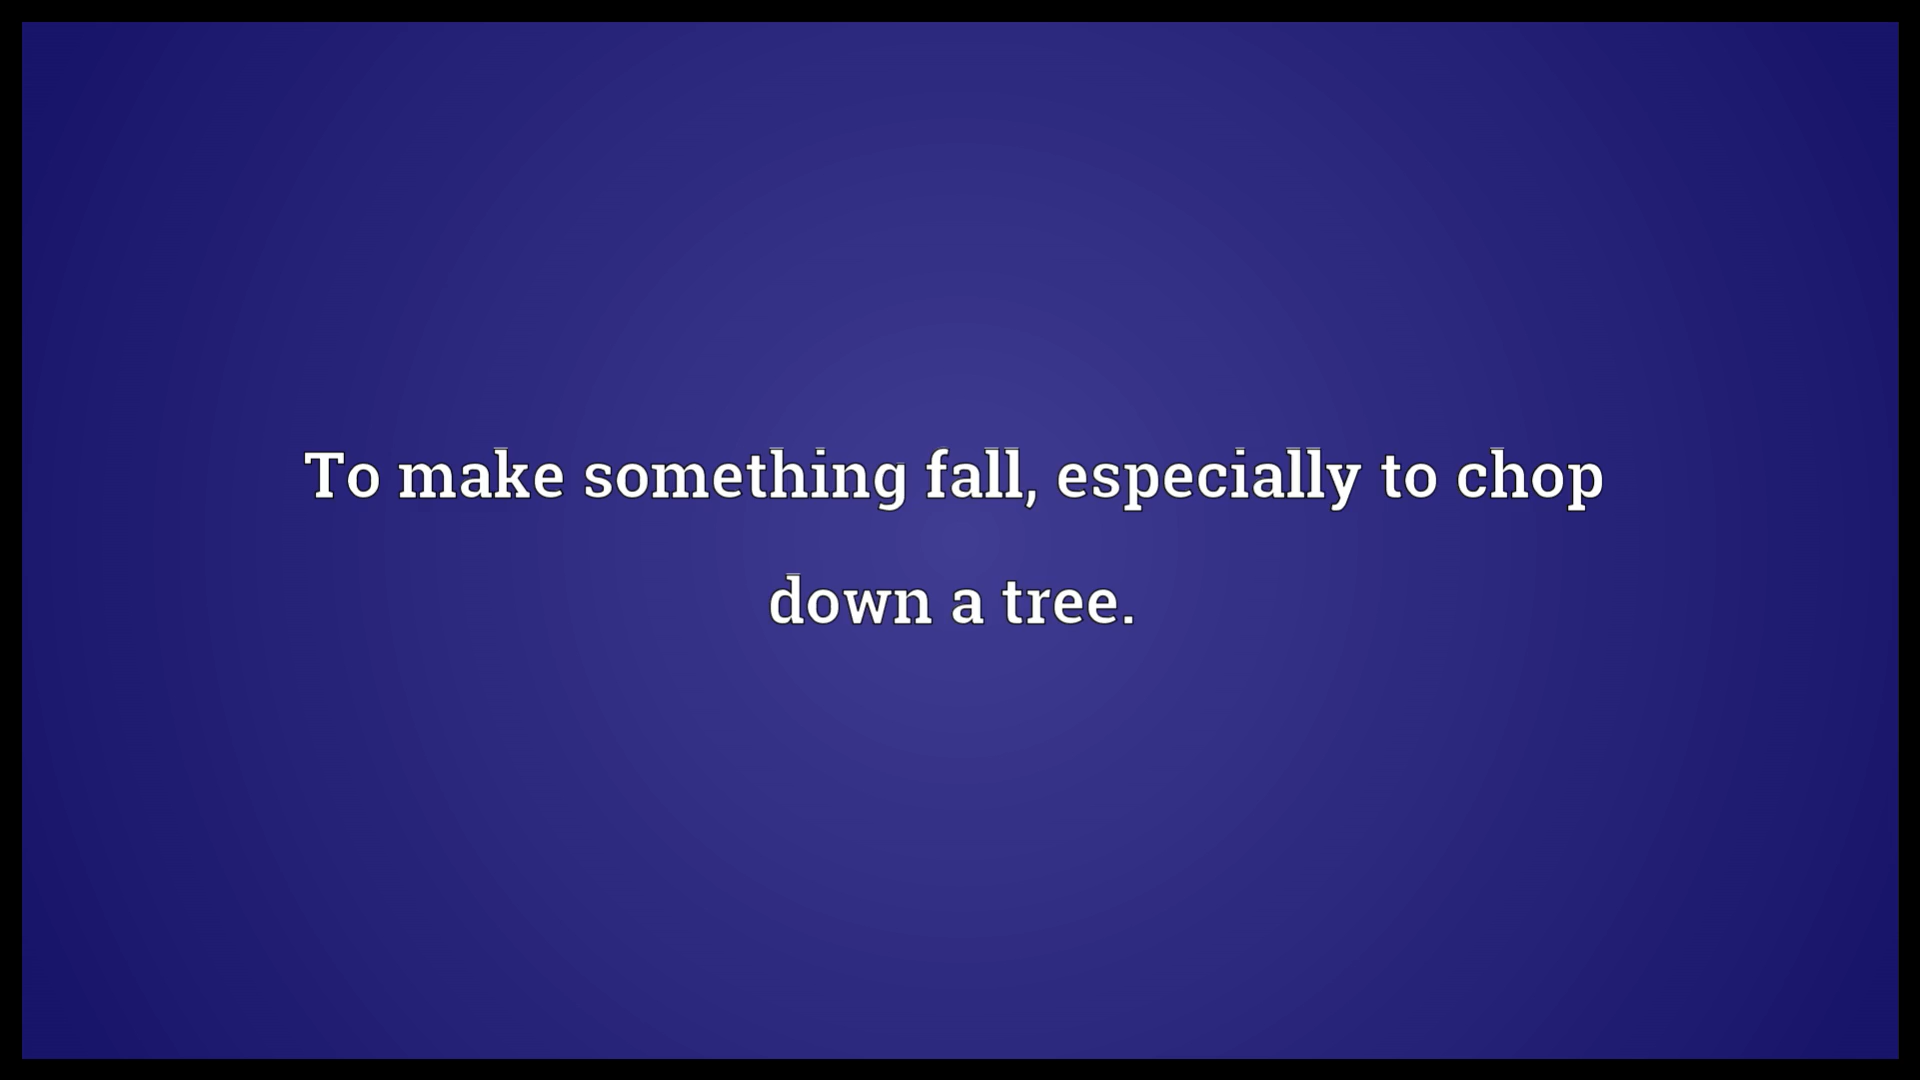 To make something fall, especially to chop
down a tree.